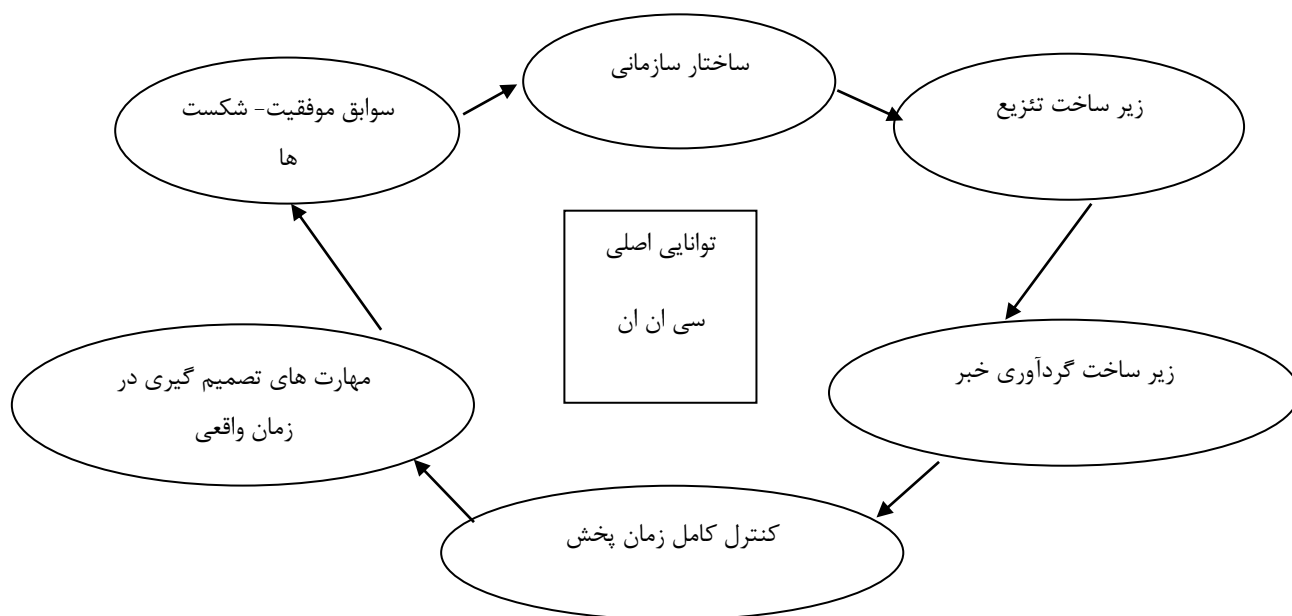 ساختار سازمانی
زیر ساخت تئزیع
سوابق موفقیت- شکست
ها
توانایی اصلی
سی ان ان
زیر ساخت گردآوری خبر
مهارت های تصمیم گیری در
زمان واقعی
کنترل کامل زمان پخش